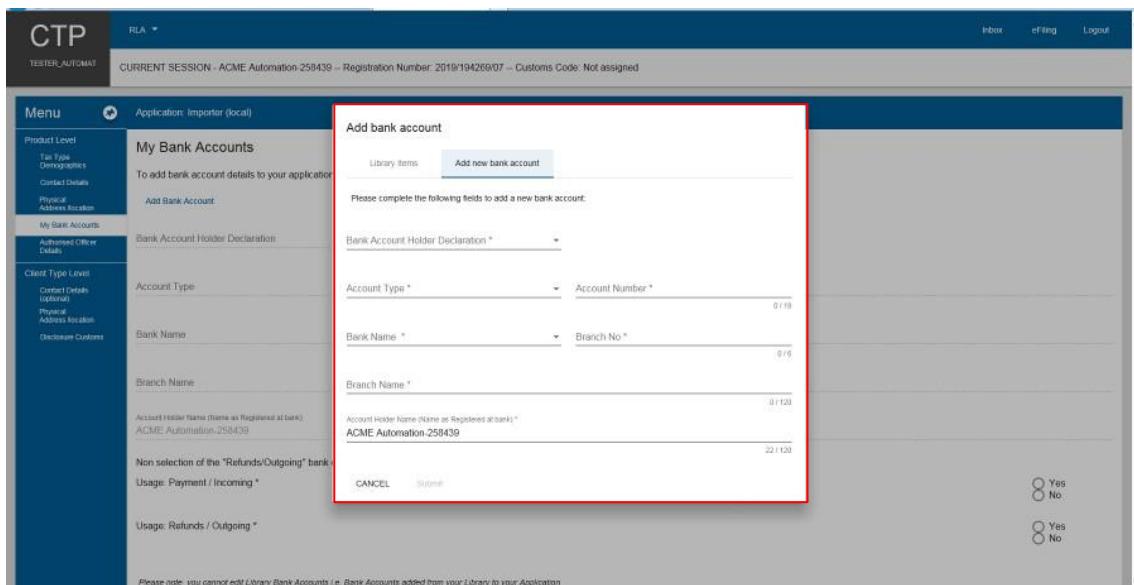 CTP
TESTER_AUTOMAT
RLA
Inbox
eFiling
Logout
CURRENT SESSION - ACME Automation-258439 -- Registration Number: 2019/194269/07 -- Customs Code: Not assigned
Menu
Application: Importer (local)
Product Level
Tax Type
Demographics
Contact Details
Physical
Address location
My Bank Accounts
Authorised Officer
Details
Client Type Level
Contact Details
(optional)
Physical
Address location
Disclosure Customs
My Bank Accounts
To add bank account details to your application
Add Bank Account
Bank Account Holder Declaration
Account Type
Bank Name
Branch Name
Account Holder Name (Name as Registered at bank)
ACME Automation-258439
Non selection of the "Refunds/Outgoing" bank
Usage: Payment / Incoming *
Yes
No
Usage: Refunds / Outgoing *
Yes
No
Please note: you cannot edit Library Bank Accounts i.e. Bank Accounts added from your Library to your Application
Add bank account
Library items
Add new bank account
Please complete the following fields to add a new bank account:
Bank Account Holder Declaration *
Account Type *
Account Number *
0 / 18
Bank Name *
Branch No *
0 / 6
Branch Name *
0 / 120
Account Holder Name (Name as Registered at bank) *
ACME Automation-258439
22 / 120
CANCEL
Submit